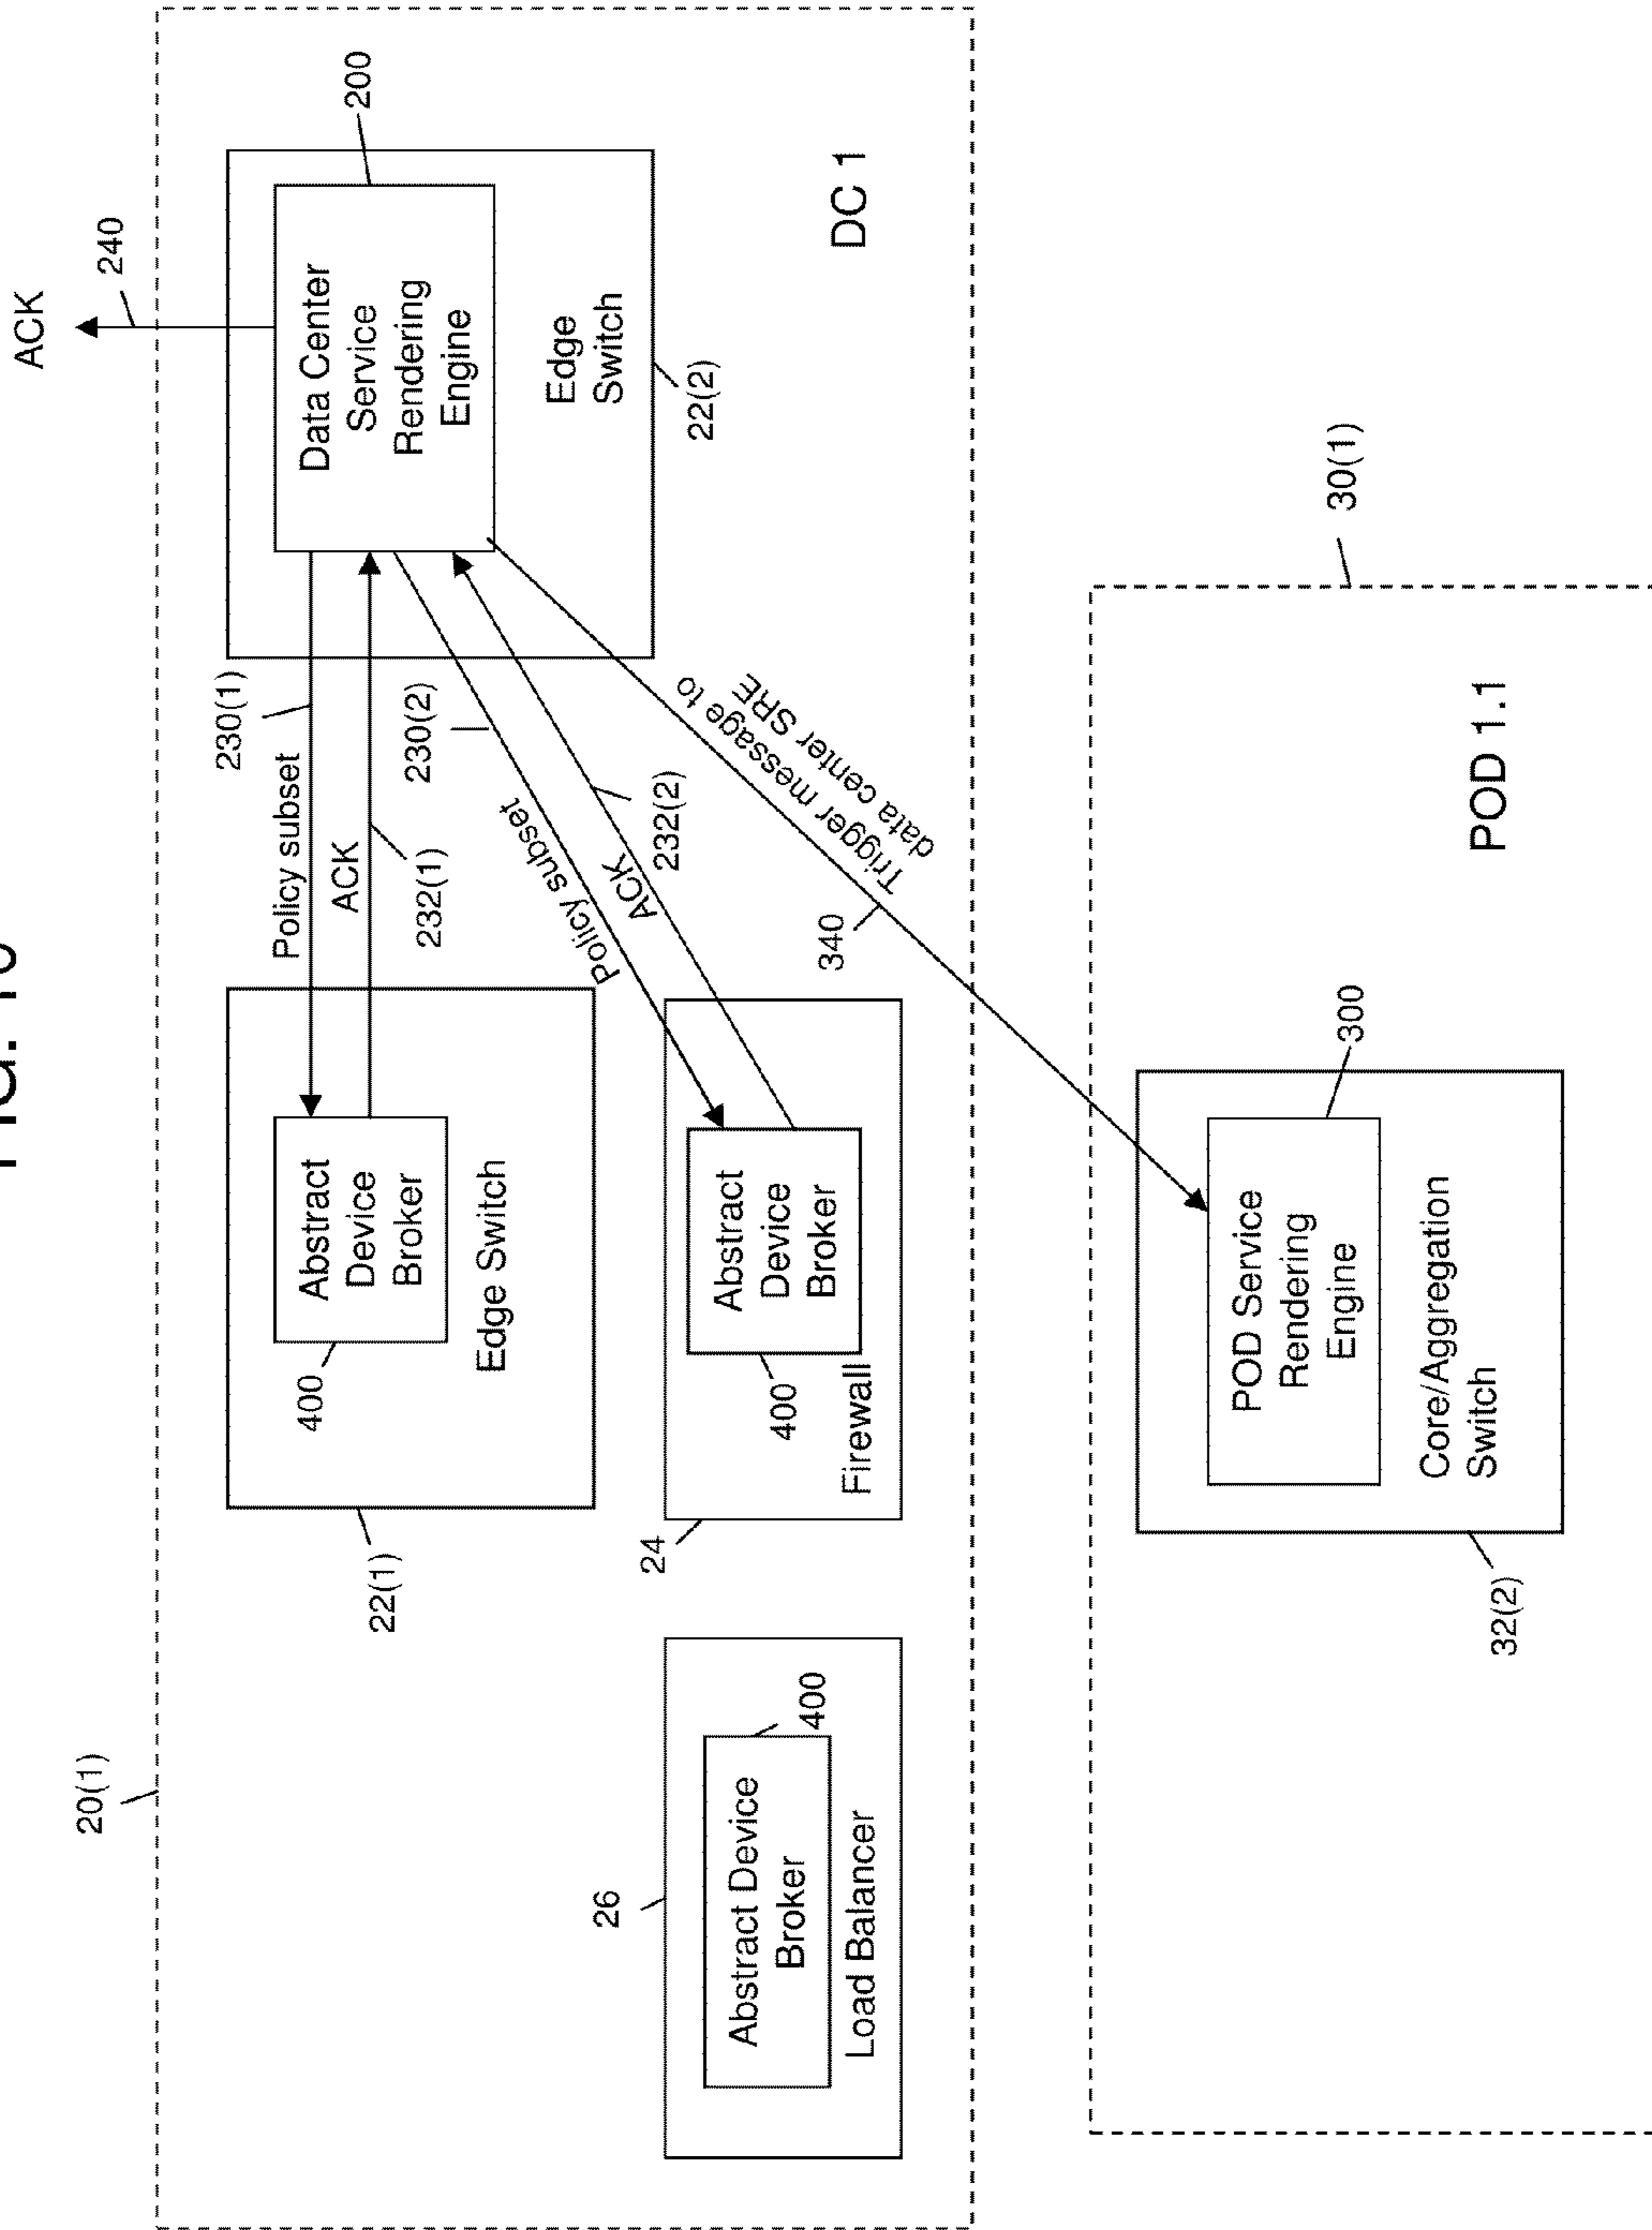 FIG.
ACK
20(1)
240
230(1)
Policy subset
ACK
232(1)
230(2)
Policy subset
ACK
232(2)
Trigger message to
data center SRE
340
Data Center
Service
Rendering
Engine
200
Edge
Switch
22(2)
DC 1
Abstract
Device
Broker
400
Edge Switch
22(1)
Abstract
Device
Broker
400
Firewall
24
26
Abstract Device
Broker
400
Load Balancer
30(1)
POD Service
Rendering
Engine
300
Core/Aggregation
Switch
32(2)
POD 1.1